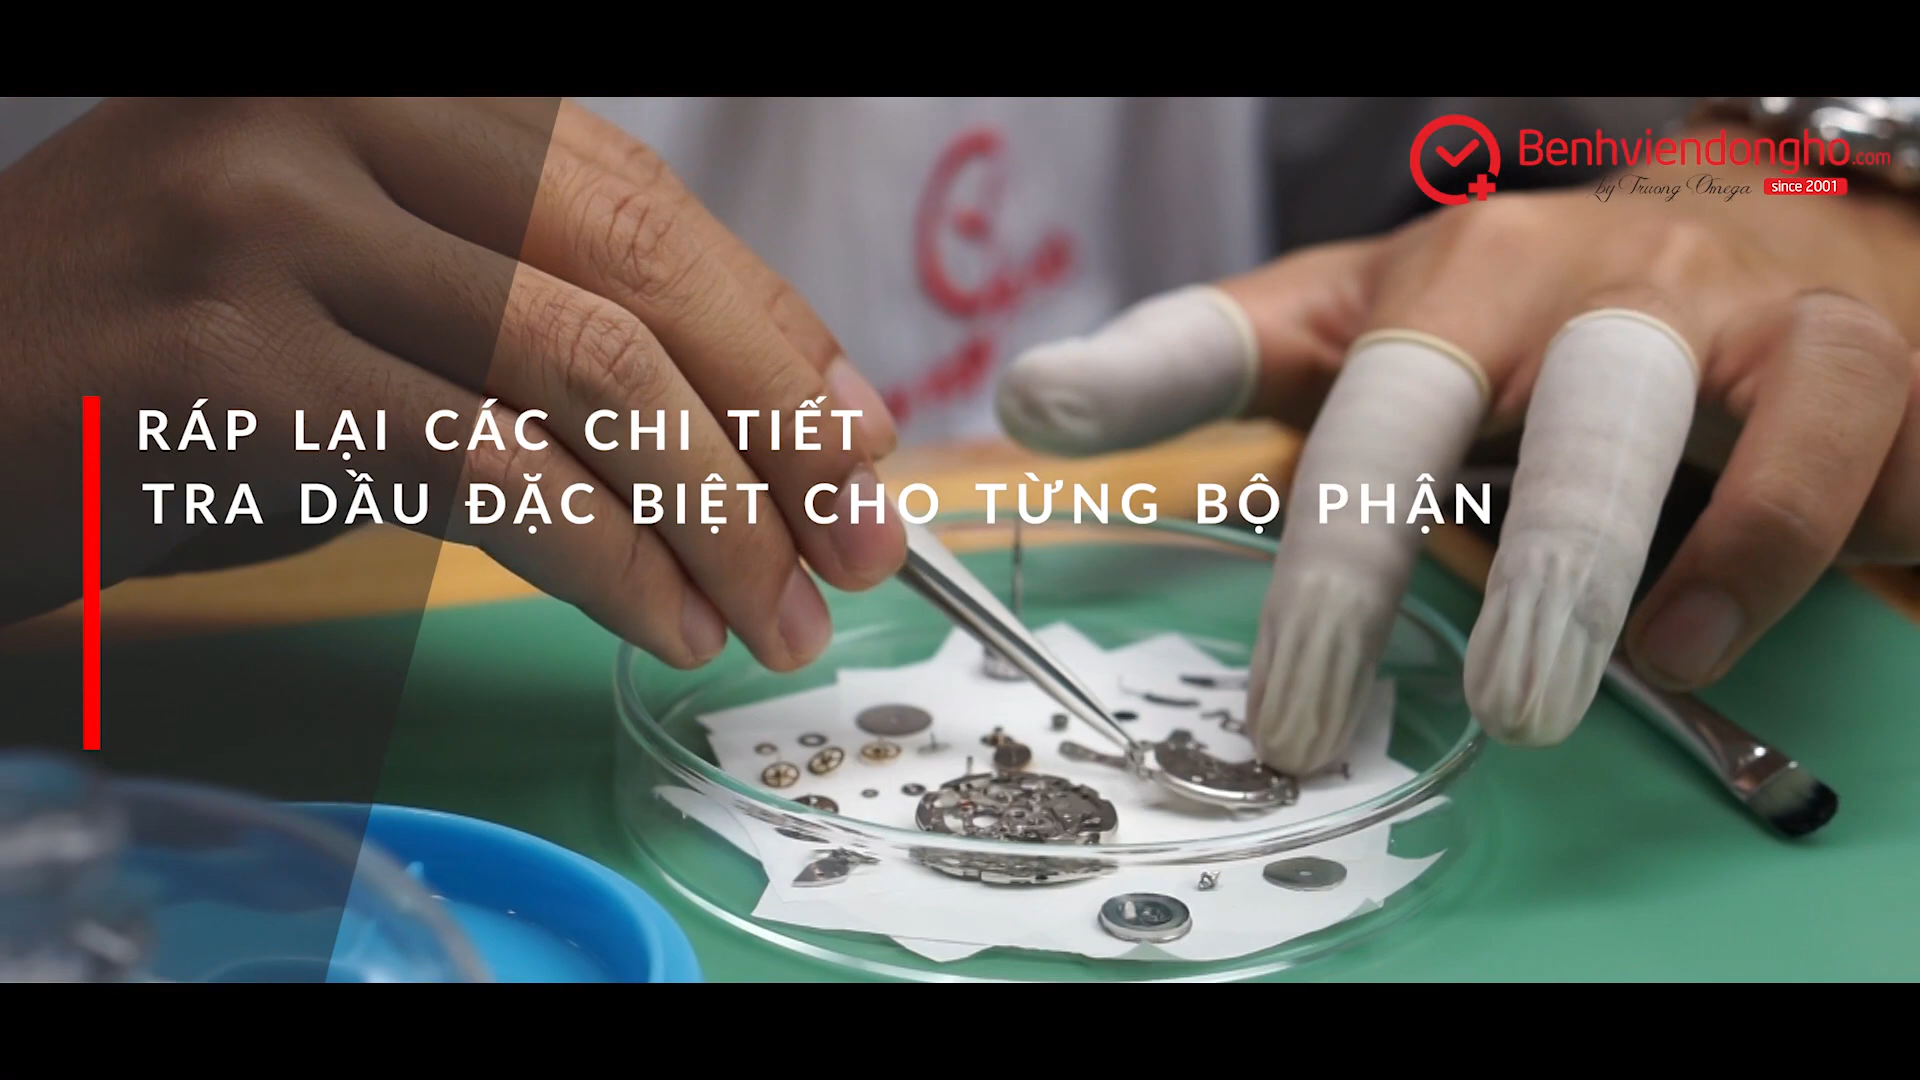 Benhviendongho.com
by Truong Omega since 2001
RÁP LẠI CÁC CHI TIẾT
TRA DẦU ĐẶC BIỆT CHO TỪNG BỘ PHẬN